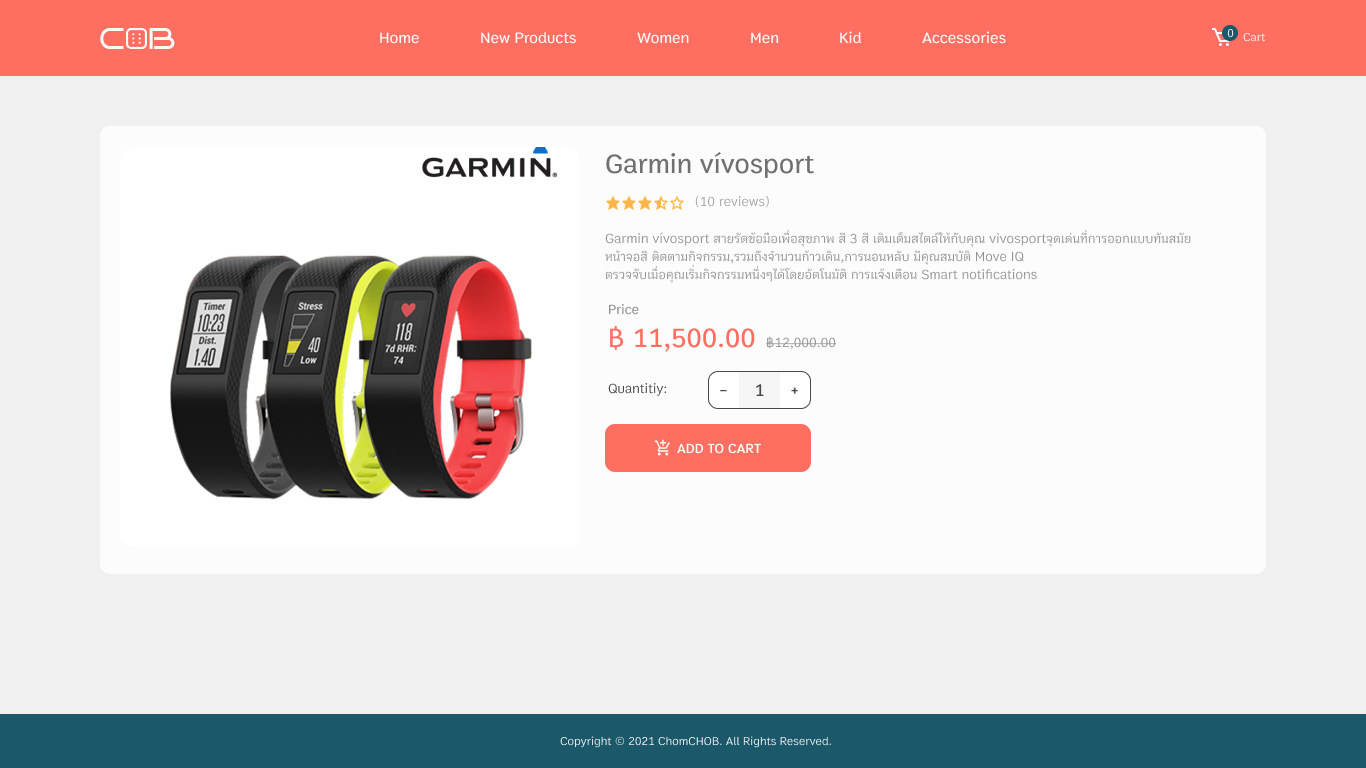 COB
Home
New Products
Women
Men
Kid
Accessories
0
Cart
GARMIN
Timer
10:23
Dist.
1.40
Stress
40
Low
118
7d RHR:
74
Garmin vívosport
(10 reviews)
Garmin vívosport สายรัดข้อมือเพื่อสุขภาพ สี 3 สี เติมเต็มสไตล์ให้กับคุณ vivosportจุดเด่นที่การออกแบบทันสมัย
หน้าจอสี ติดตามกิจกรรม,รวมถึงจำนวนก้าวเดิน,การนอนหลับ มีคุณสมบัติ Move IQ
ตรวจจับเมื่อคุณเริ่มกิจกรรมหนึ่งๆได้โดยอัตโนมัติ การแจ้งเตือน Smart notifications
Price
฿ 11,500.00 ฿12,000.00
Quantitiy:
- 1 +
ADD TO CART
Copyright © 2021 ChomCHOB. All Rights Reserved.